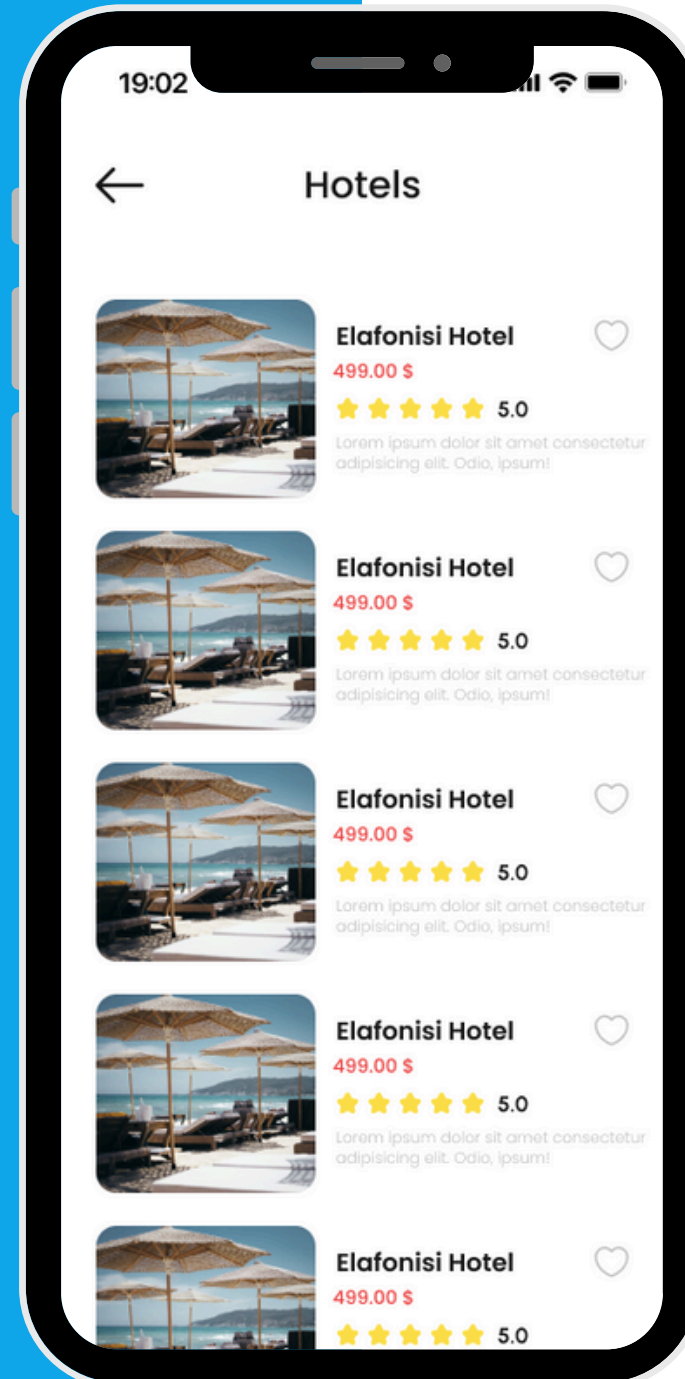 19:02
Hotels
Elafonisi Hotel
499.00 $
5.0
Lorem ipsum dolor sit amet consectetur
adipisicing elit. Odio, ipsum!
Elafonisi Hotel
499.00 $
5.0
Lorem ipsum dolor sit amet consectetur
adipisicing elit. Odio, ipsum!
Elafonisi Hotel
499.00 $
5.0
Lorem ipsum dolor sit amet consectetur
adipisicing elit. Odio, ipsum!
Elafonisi Hotel
499.00 $
5.0
Lorem ipsum dolor sit amet consectetur
adipisicing elit. Odio, ipsum!
Elafonisi Hotel
499.00 $
5.0